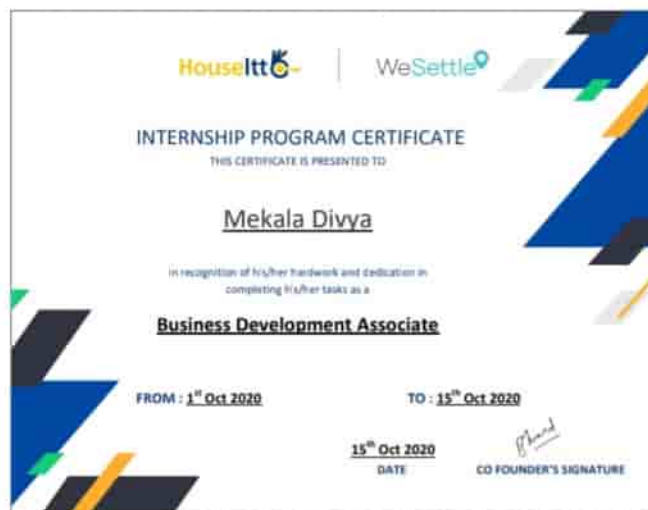 HouseItt
WeSettle
INTERNSHIP PROGRAM CERTIFICATE
THIS CERTIFICATE IS PRESENTED TO
Mekala Divya
in recognition of his/her hardwork and dedication in
completing his/her tasks as a
Business Development Associate
FROM : 1st Oct 2020 TO : 15th Oct 2020
15th Oct 2020
DATE CO FOUNDER'S SIGNATURE